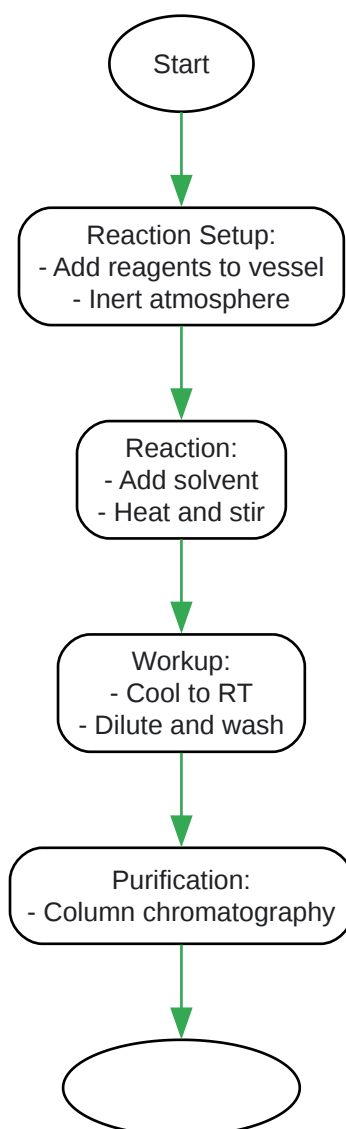 Start
Reaction Setup:
- Add reagents to vessel
- Inert atmosphere
Reaction:
- Add solvent
- Heat and stir
Workup:
- Cool to RT
- Dilute and wash
Purification:
- Column chromatography